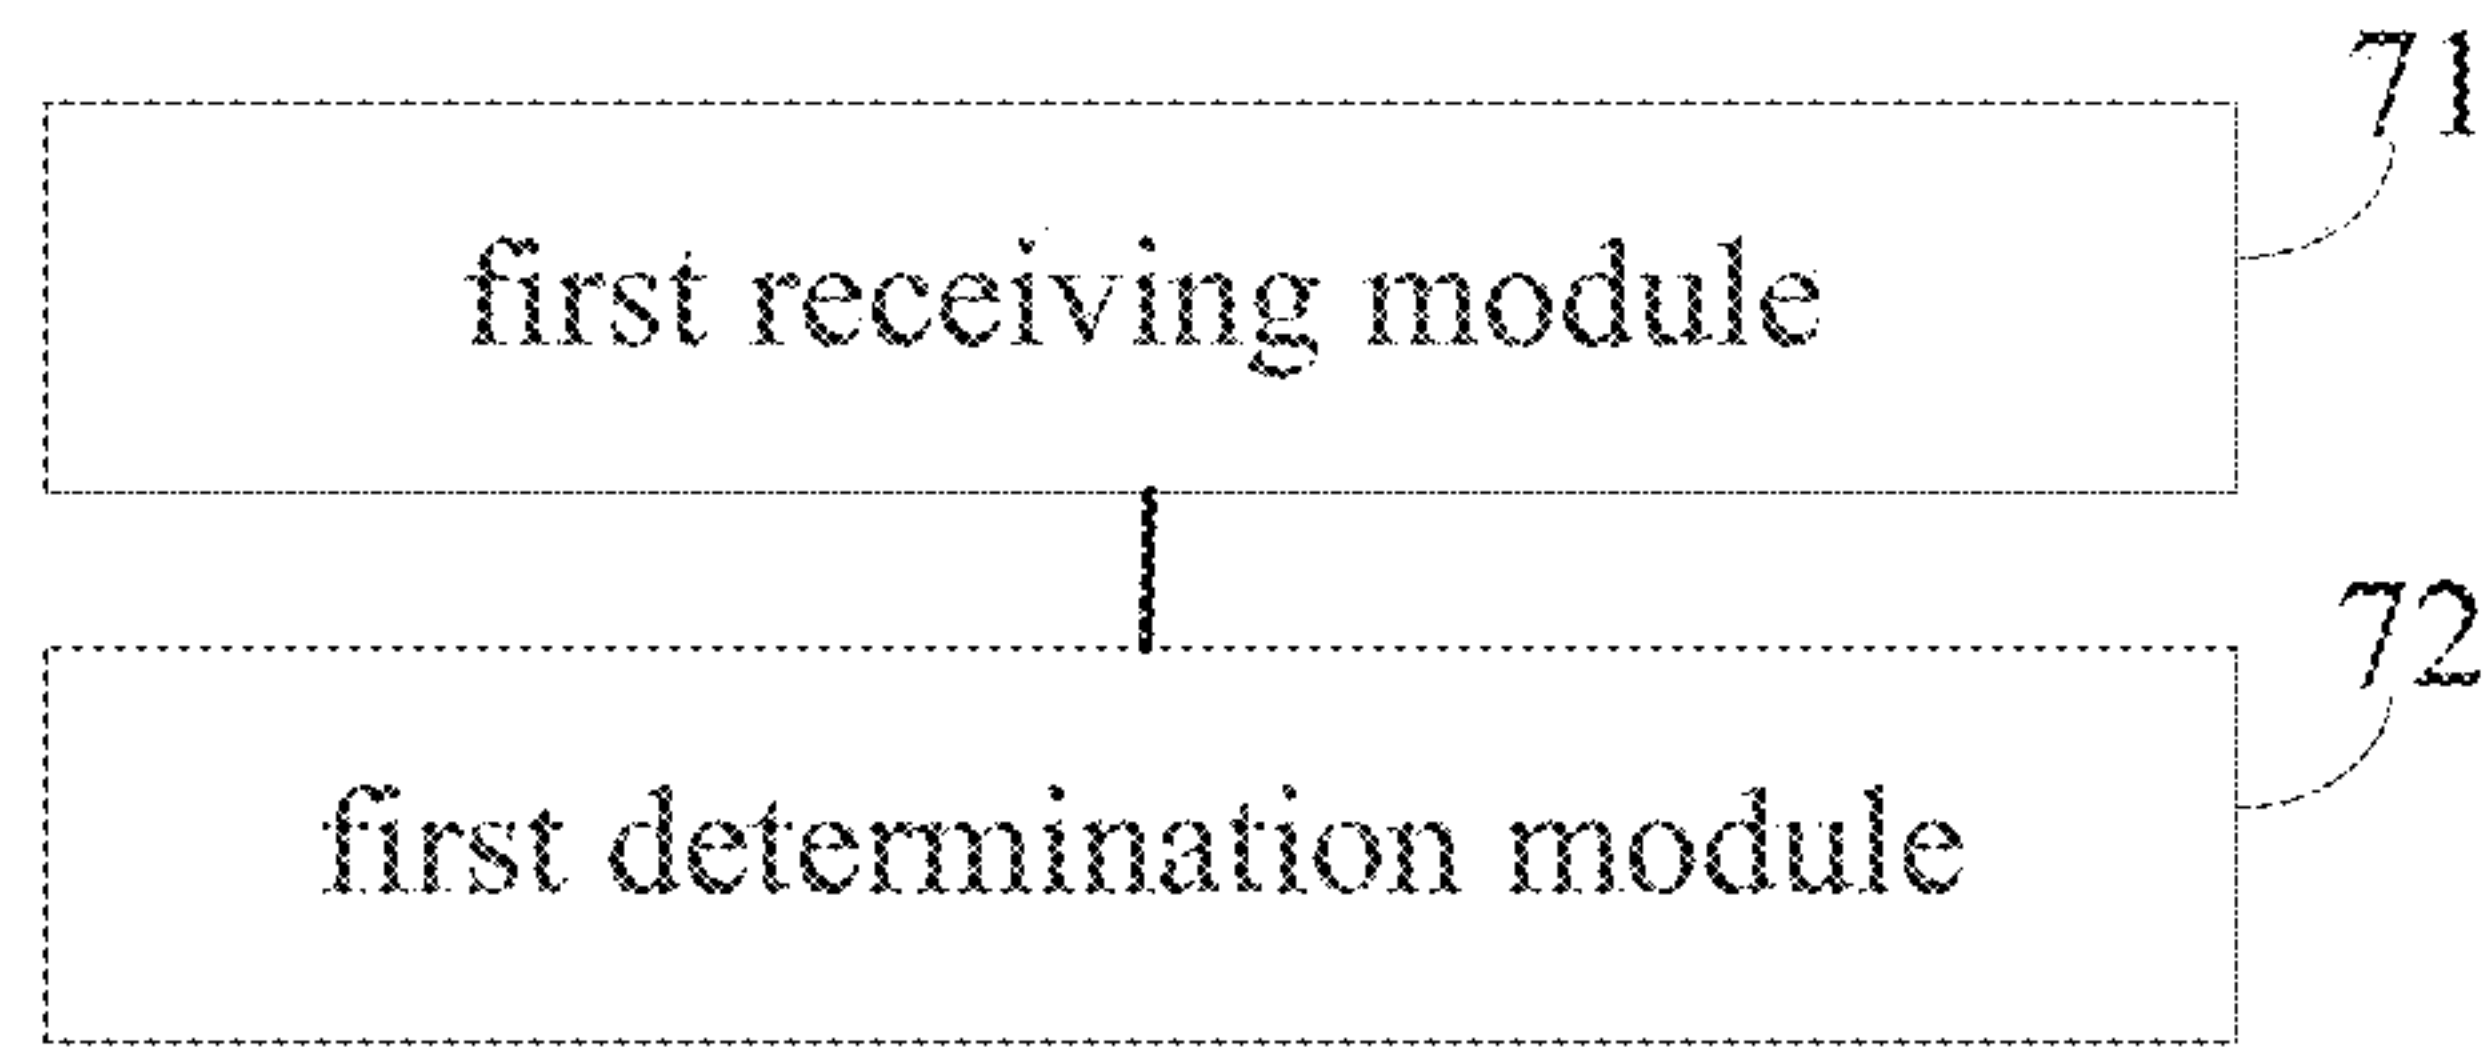 71
first receiving module
72
first determination module